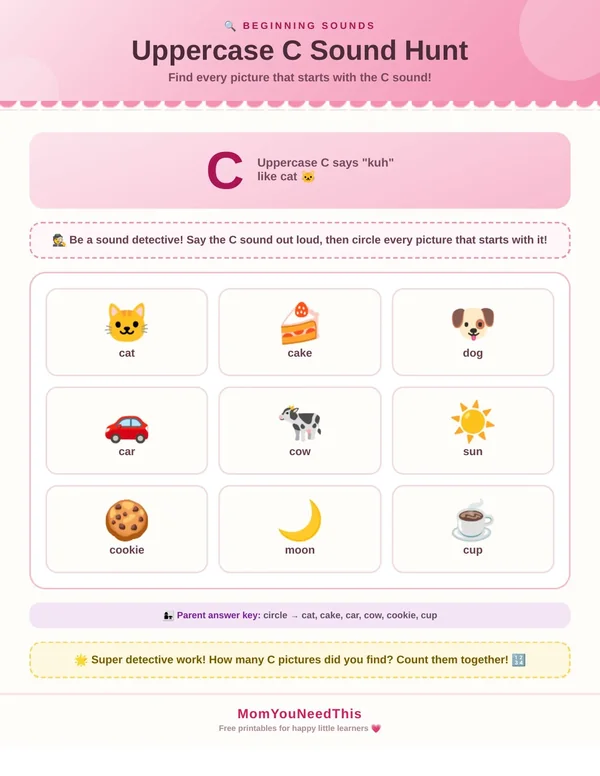 BEGINNING SOUNDS
Uppercase C Sound Hunt
Find every picture that starts with the C sound!
C
Uppercase C says "kuh"
like cat
Be a sound detective! Say the C sound out loud, then circle every picture that starts with it!
cat
cake
dog
car
cow
sun
cookie
moon
cup
Parent answer key: circle → cat, cake, car, cow, cookie, cup
Super detective work! How many C pictures did you find? Count them together!
MomYouNeedThis
Free printables for happy little learners